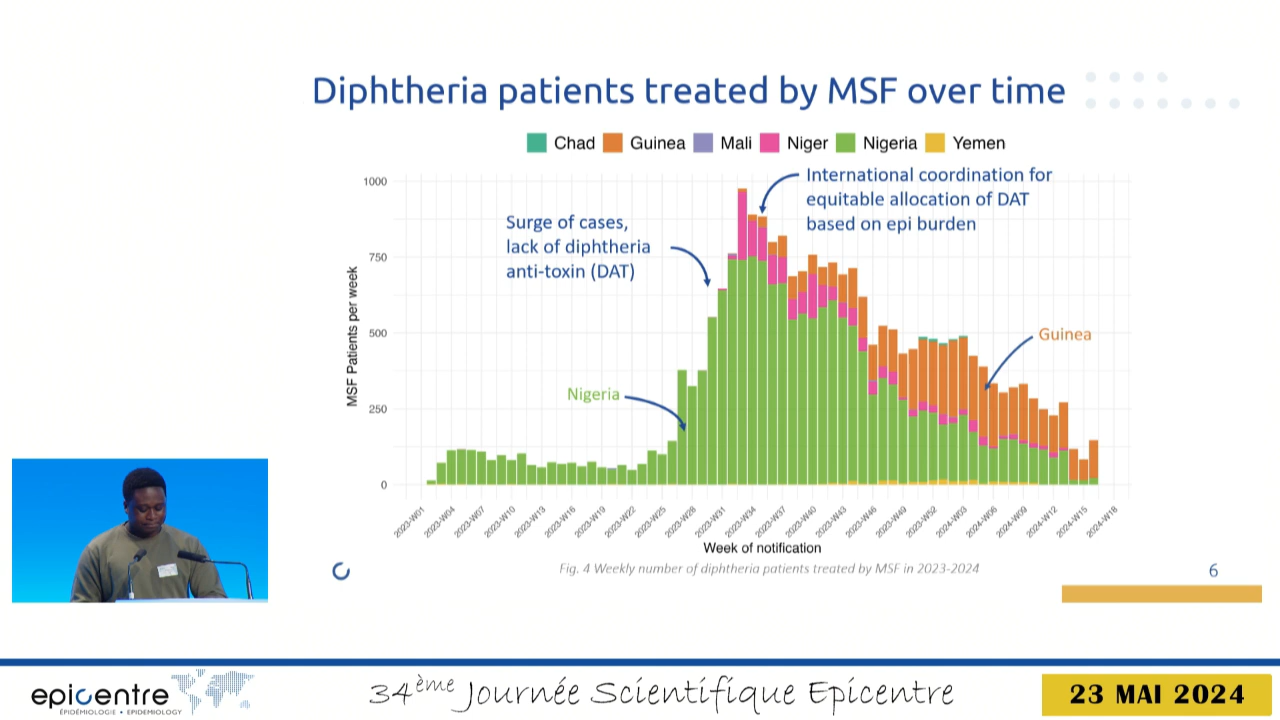 Diphtheria patients treated by MSF over time
Chad Guinea Mali Niger Nigeria Yemen
International coordination for
equitable allocation of DAT
based on epi burden
Surge of cases,
lack of diphtheria
anti-toxin (DAT)
Guinea
Nigeria
MSF Patients per week
1000
750
500
250
0
2023-W01 2023-W04 2023-W07 2023-W10 2023-W13 2023-W16 2023-W19 2023-W22 2023-W25 2023-W28 2023-W31 2023-W34 2023-W37 2023-W40 2023-W43 2023-W46 2023-W49 2023-W52 2024-W03 2024-W06 2024-W09 2024-W12 2024-W15 2024-W18
Week of notification
Fig. 4 Weekly number of diphtheria patients treated by MSF in 2023-2024
6
epicentre
ÉPIDÉMIOLOGIE • EPIDEMIOLOGY
34ème Journée Scientifique Epicentre
23 MAI 2024